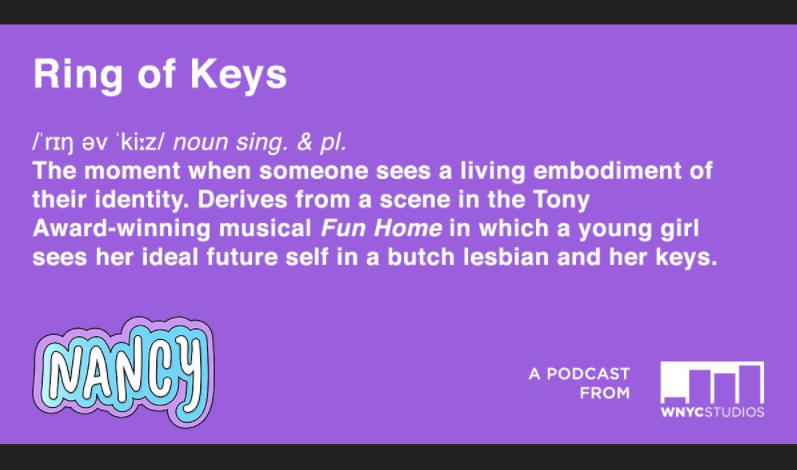 Ring of Keys
/ˈrɪŋ əv ˈkiːz/ noun sing. & pl.
The moment when someone sees a living embodiment of
their identity. Derives from a scene in the Tony
Award-winning musical Fun Home in which a young girl
sees her ideal future self in a butch lesbian and her keys.
NANCY
A PODCAST
FROM
WNYCSTUDIOS